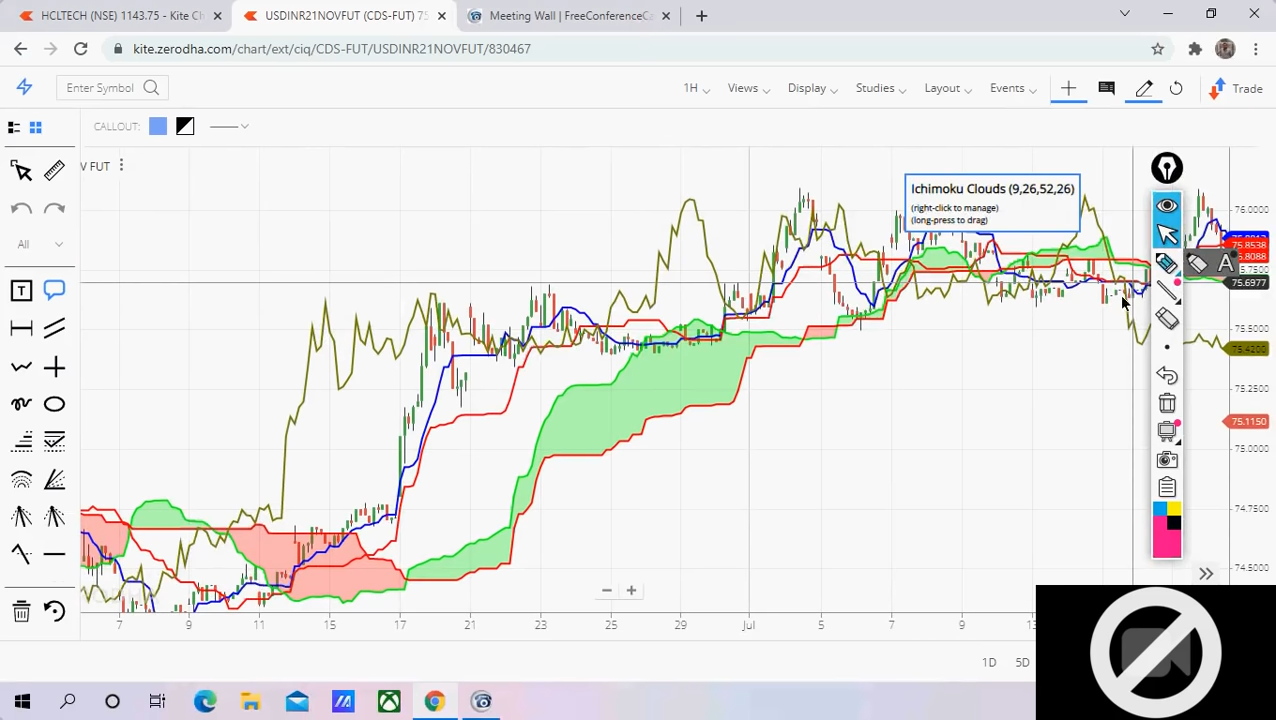 HCLTECH (NSE) 1143.75 - Kite Ch
USDINR21NOVFUT (CDS-FUT) 75
Meeting Wall | FreeConferenceCa
kite.zerodha.com/chart/ext/ciq/CDS-FUT/USDINR21NOVFUT/830467
Enter Symbol
1H
Views
Display
Studies
Layout
Events
Trade
CALLOUT:
V FUT
Ichimoku Clouds (9,26,52,26)
(right-click to manage)
(long-press to drag)
All
T
A
76.0000
75.8538
75.8088
75.6977
75.5000
75.4200
75.2500
75.1150
75.0000
74.7500
74.5000
7
9
11
13
17
21
23
25
29
Jul
5
7
9
1D
5D